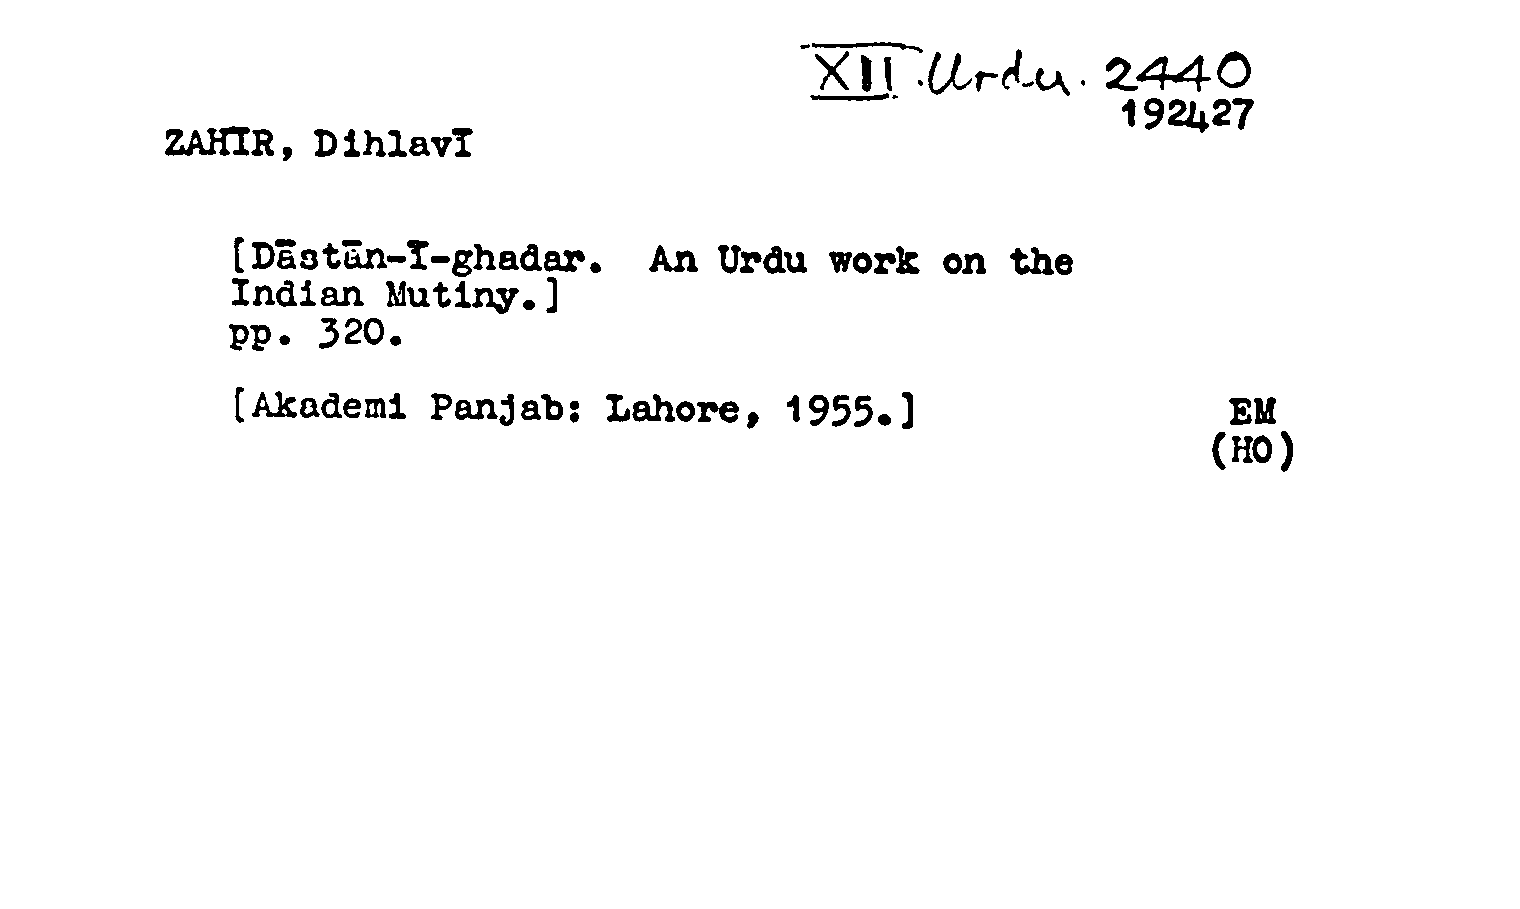 XII. Urdu. 2440
192427
ZAHĪR, Dihlavī
[Dāstān-ī-ghadar. An Urdu work on the
Indian Mutiny.]
pp. 320.
[Akademi Panjab: Lahore, 1955.]
EM
(HO)